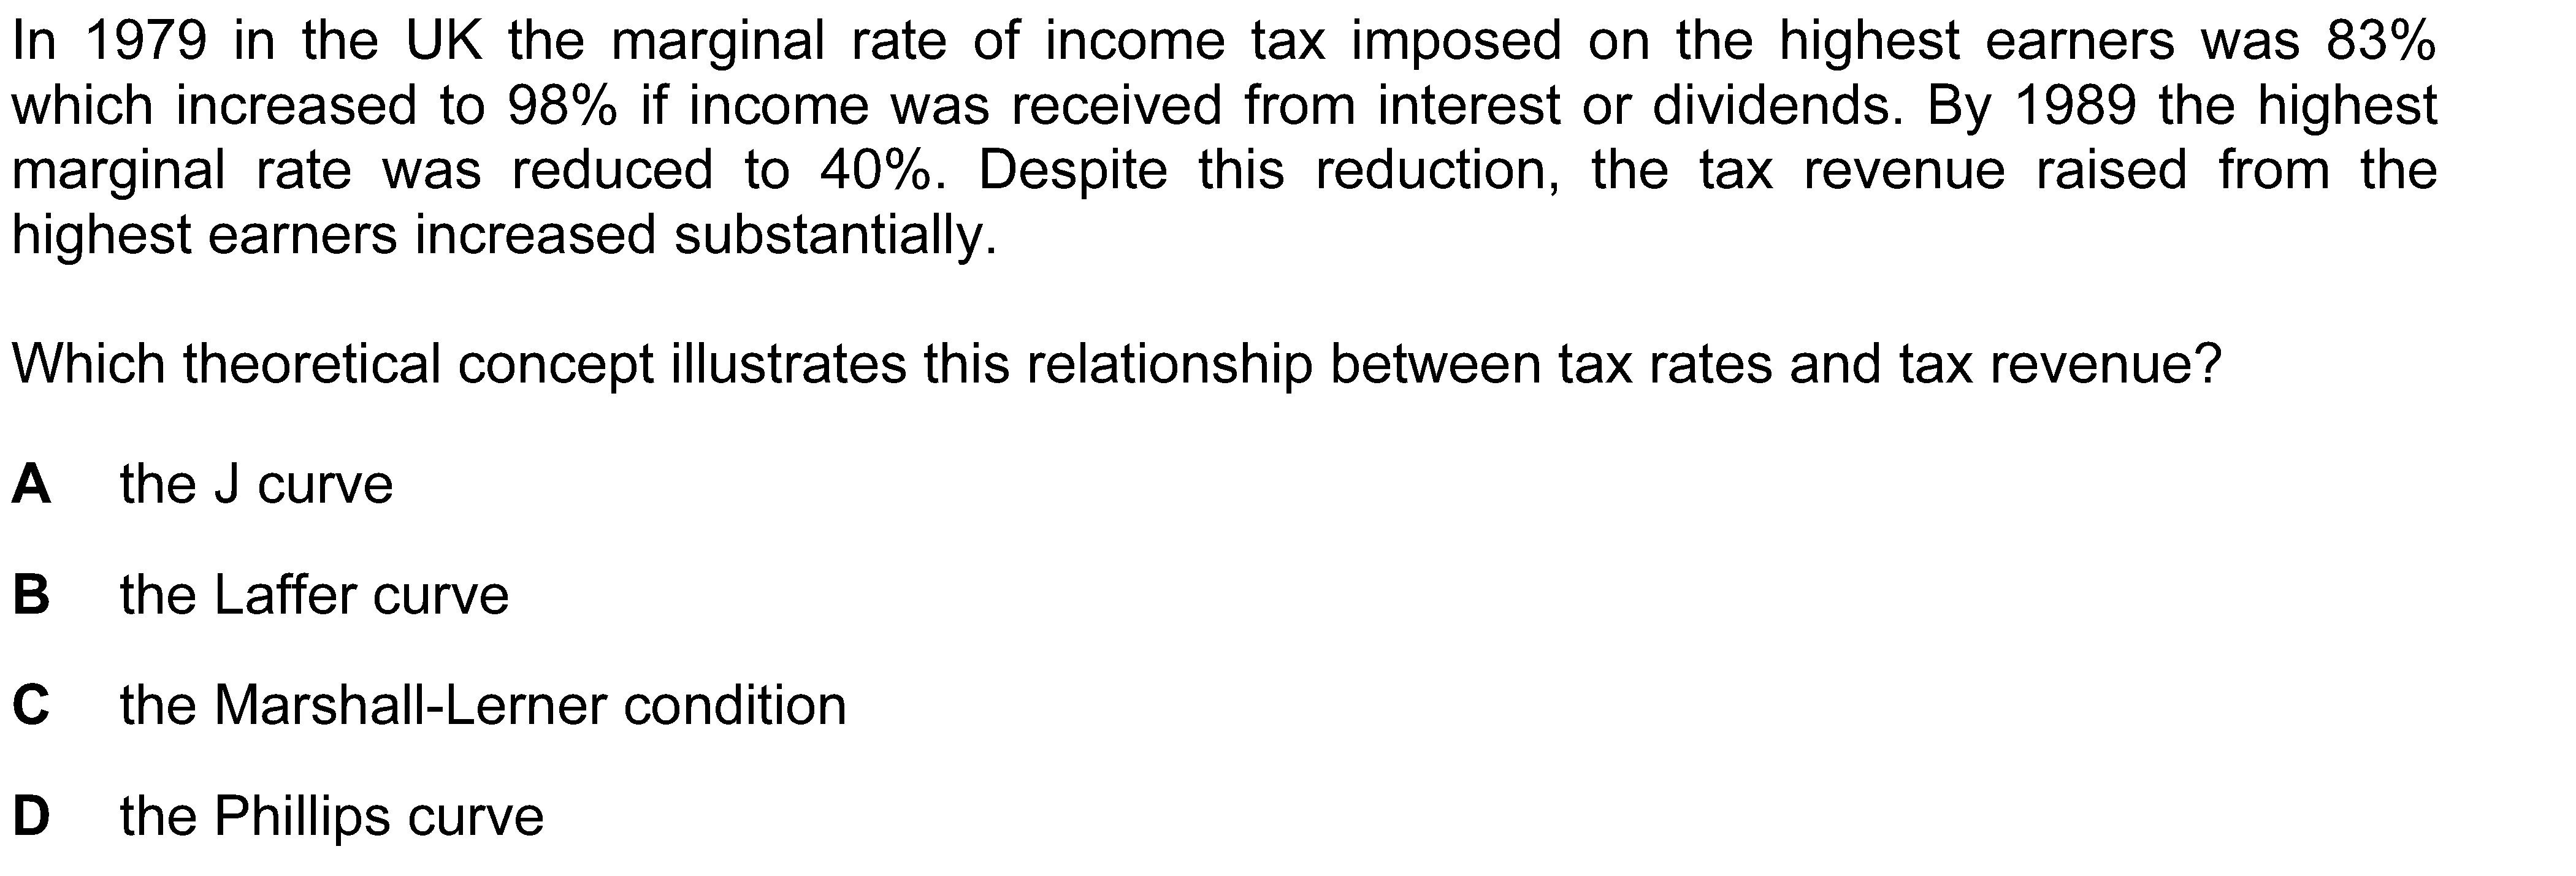 In 1979 in the UK the marginal rate of income tax imposed on the highest earners was 83%
which increased to 98% if income was received from interest or dividends. By 1989 the highest
marginal rate was reduced to 40%. Despite this reduction, the tax revenue raised from the
highest earners increased substantially.
Which theoretical concept illustrates this relationship between tax rates and tax revenue?
A the J curve
B the Laffer curve
C the Marshall-Lerner condition
D the Phillips curve